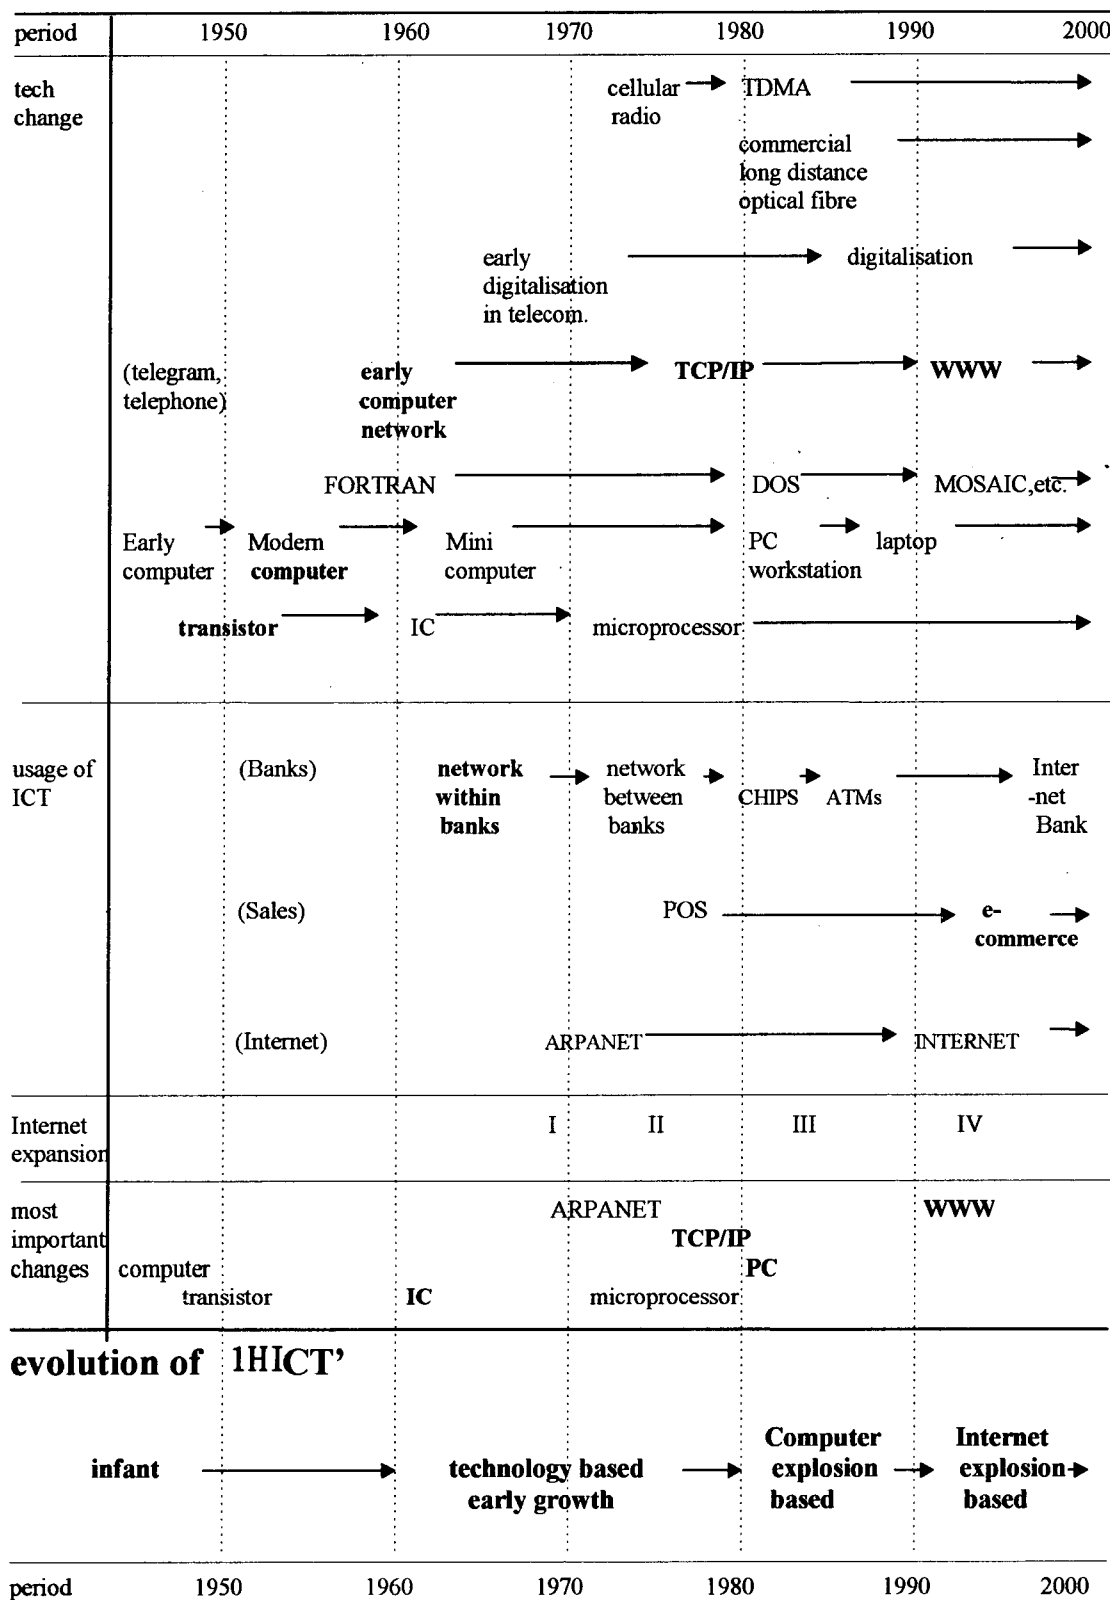 period 1950 1960 1970 1980 1990 2000
tech
change
cellular
radio
TDMA
commercial
long distance
optical fibre
early
digitalisation
in telecom.
digitalisation
(telegram,
telephone)
early
computer
network
TCP/IP
WWW
FORTRAN
DOS
MOSAIC,etc.
Early
computer
Modern
computer
Mini
computer
PC
workstation
laptop
transistor
IC
microprocessor
usage of
ICT
(Banks)
network
within
banks
network
between
banks
CHIPS
ATMs
Inter
-net
Bank
(Sales)
POS
e-
commerce
(Internet)
ARPANET
INTERNET
Internet
expansion
I
II
III
IV
most
important
changes
ARPANET
WWW
TCP/IP
computer
PC
transistor
IC
microprocessor
evolution of 1HICT’
infant
technology based
early growth
Computer
explosion
based
Internet
explosion
based
period 1950 1960 1970 1980 1990 2000